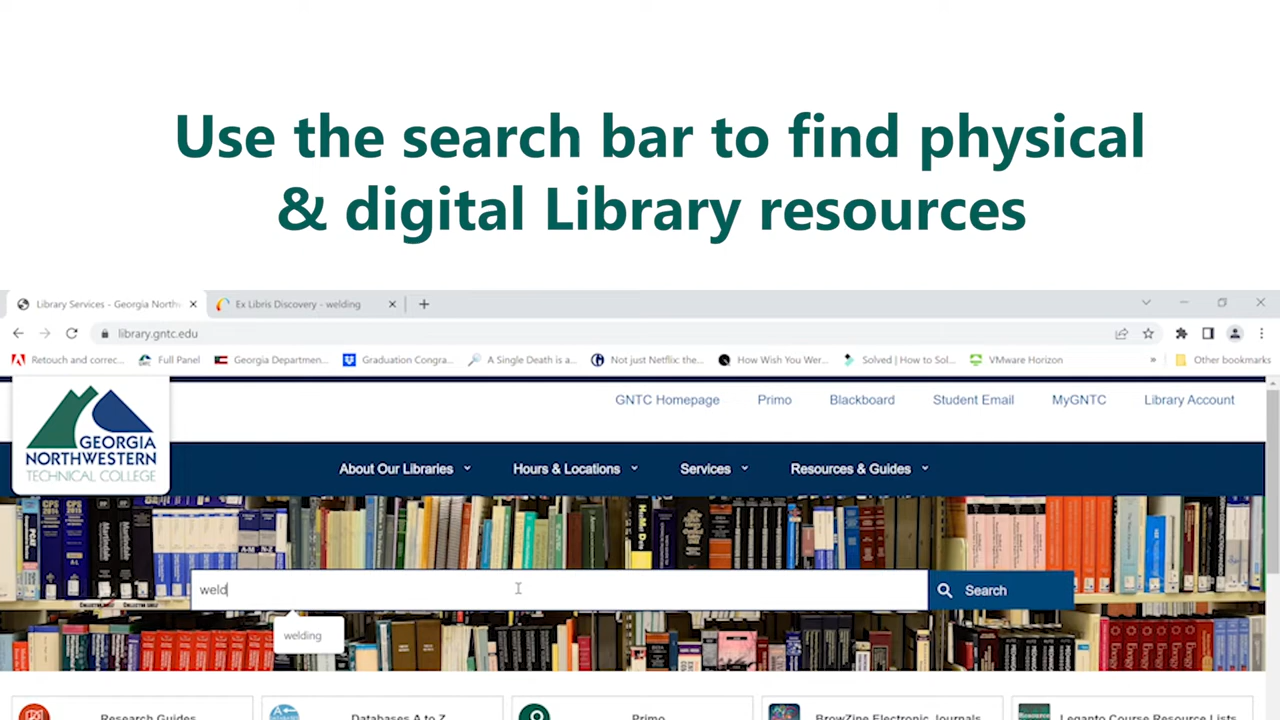 Use the search bar to find physical
& digital Library resources
Library Services - Georgia North
Ex Libris Discovery - welding
library.gntc.edu
Retouch and correc...
Full Panel
Georgia Departmen...
Graduation Congra...
A Single Death is a...
Not just Netflix: the...
How Wish You Wer...
Solved | How to Sol...
VMware Horizon
»
Other bookmarks
GEORGIA
NORTHWESTERN
TECHNICAL COLLEGE
GNTC Homepage
Primo
Blackboard
Student Email
MyGNTC
Library Account
About Our Libraries
Hours & Locations
Services
Resources & Guides
weld
Search
welding
Research Guides
Databases A to Z
Primo
BrowZine Electronic Journals
Leganto Course Resource Lists